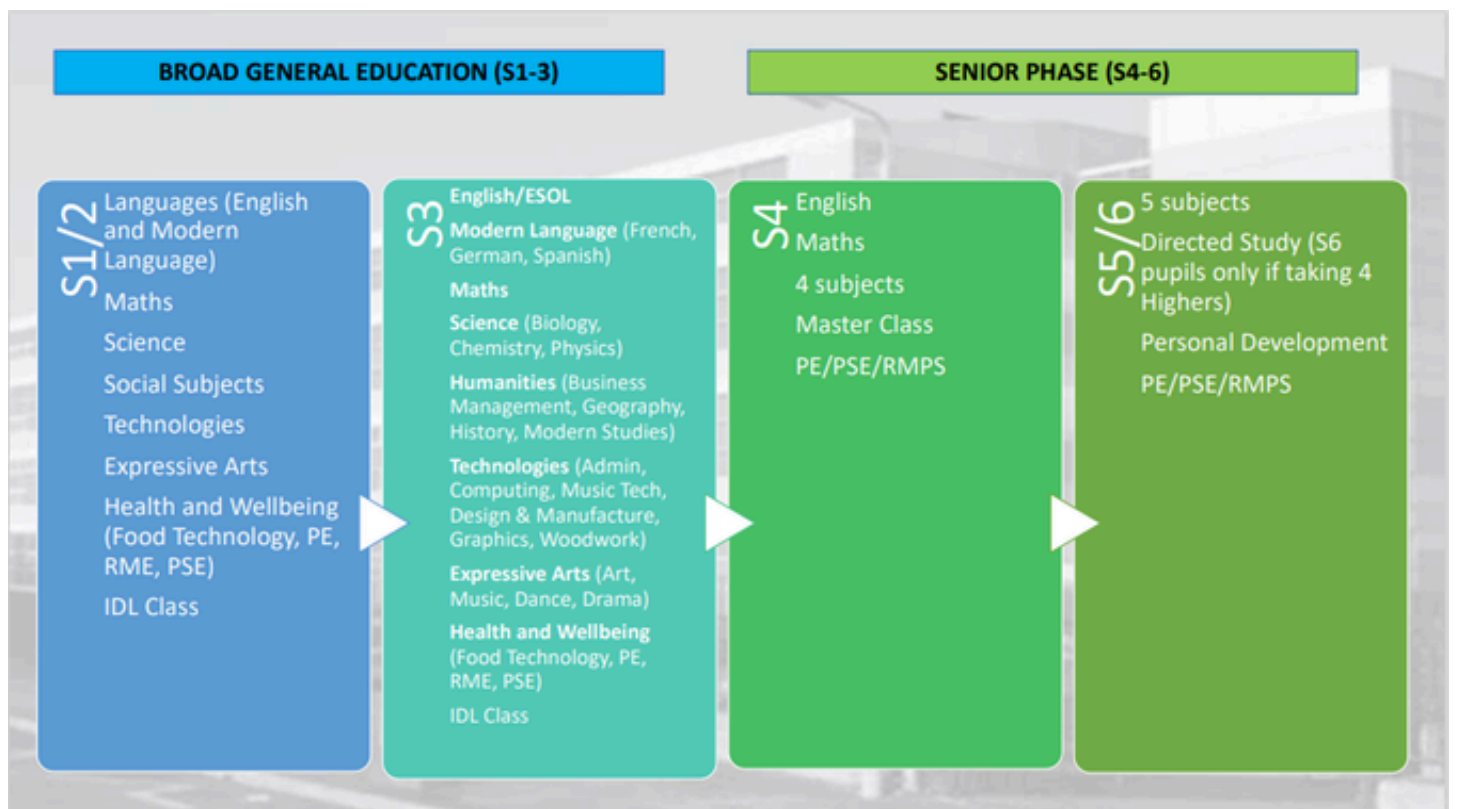 BROAD GENERAL EDUCATION (S1-3)
SENIOR PHASE (S4-6)
S1/2
Languages (English
and Modern
Language)
Maths
Science
Social Subjects
Technologies
Expressive Arts
Health and Wellbeing
(Food Technology, PE,
RME, PSE)
IDL Class
S3
English/ESOL
Modern Language (French,
German, Spanish)
Maths
Science (Biology,
Chemistry, Physics)
Humanities (Business
Management, Geography,
History, Modern Studies)
Technologies (Admin,
Computing, Music Tech,
Design & Manufacture,
Graphics, Woodwork)
Expressive Arts (Art,
Music, Dance, Drama)
Health and Wellbeing
(Food Technology, PE,
RME, PSE)
IDL Class
S4
English
Maths
4 subjects
Master Class
PE/PSE/RMPS
S5/6
5 subjects
Directed Study (S6
pupils only if taking 4
Highers)
Personal Development
PE/PSE/RMPS